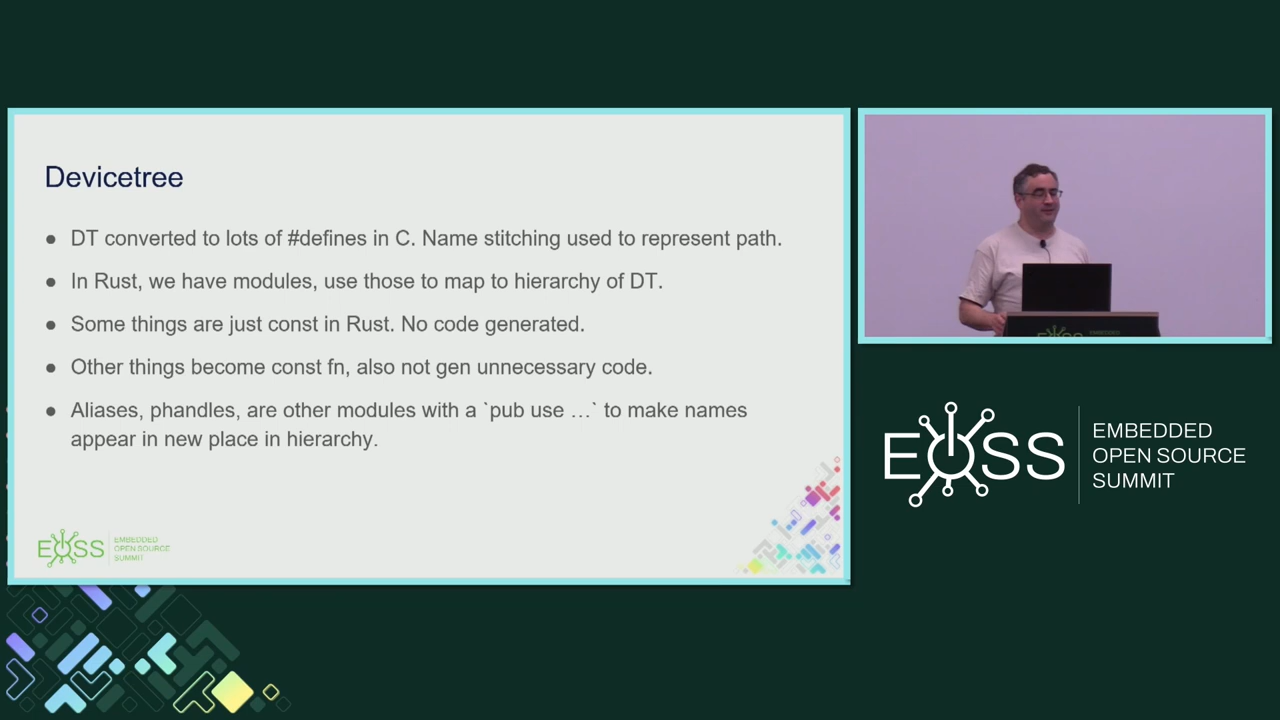 Devicetree
● DT converted to lots of #defines in C. Name stitching used to represent path.
● In Rust, we have modules, use those to map to hierarchy of DT.
● Some things are just const in Rust. No code generated.
● Other things become const fn, also not gen unnecessary code.
● Aliases, phandles, are other modules with a `pub use …` to make names
appear in new place in hierarchy.
EOSS
EMBEDDED
OPEN SOURCE
SUMMIT
EOSS
EMBEDDED
OPEN SOURCE
SUMMIT